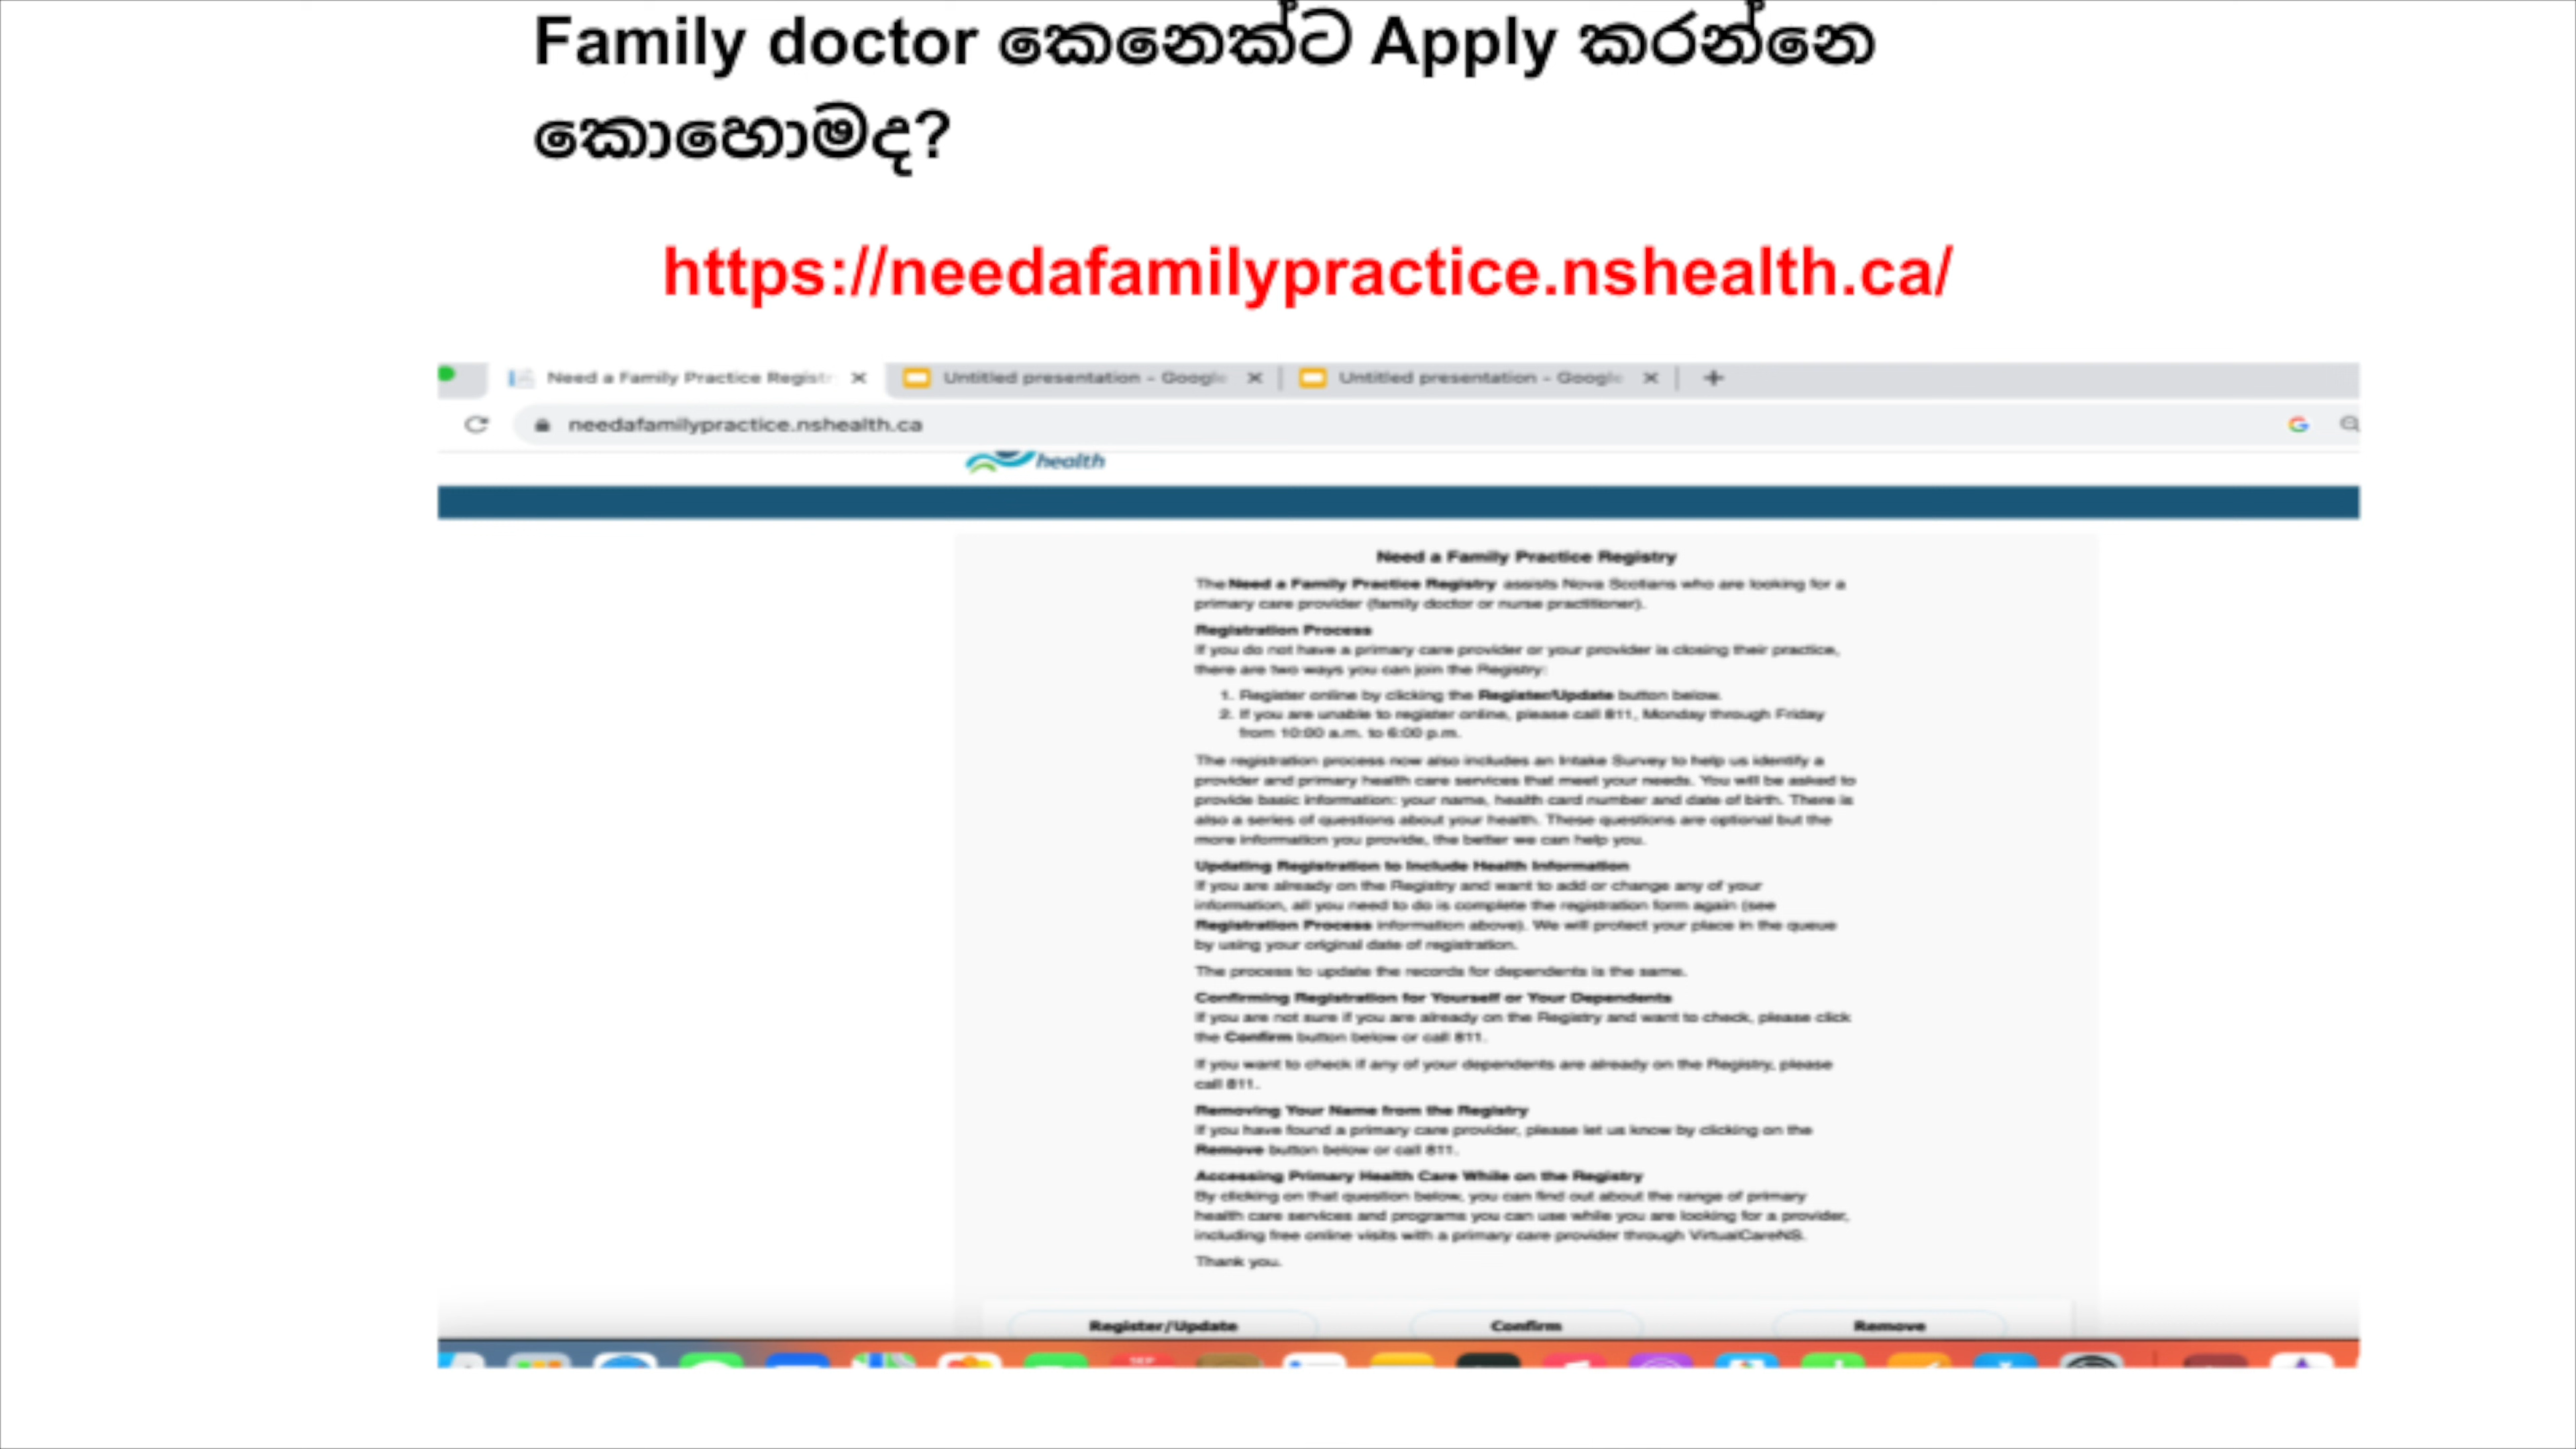 Family doctor කෙනෙක්ට Apply කරන්නෙ
කොහොමද?
https://needafamilypractice.nshealth.ca/
Need a Family Practice Registr
Untitled presentation - Google
Untitled presentation - Google
needafamilypractice.nshealth.ca
health
Need a Family Practice Registry
The Need a Family Practice Registry assists Nova Scotians who are looking for a
primary care provider (family doctor or nurse practitioner).
Registration Process
If you do not have a primary care provider or your provider is closing their practice,
there are two ways you can join the Registry:
1. Register online by clicking the Register/Update button below.
2. If you are unable to register online, please call 811, Monday through Friday
from 10:00 a.m. to 6:00 p.m.
The registration process now also includes an Intake Survey to help us identify a
provider and primary health care services that meet your needs. You will be asked to
provide basic information: your name, health card number and date of birth. There is
also a series of questions about your health. These questions are optional but the
more information you provide, the better we can help you.
Updating Registration to Include Health Information
If you are already on the Registry and want to add or change any of your
information, all you need to do is complete the registration form again (see
Registration Process information above). We will protect your place in the queue
by using your original date of registration.
The process to update the records for dependents is the same.
Confirming Registration for Yourself or Your Dependents
If you are not sure if you are already on the Registry and want to check, please click
the Confirm button below or call 811.
If you want to check if any of your dependents are already on the Registry, please
call 811.
Removing Your Name from the Registry
If you have found a primary care provider, please let us know by clicking on the
Remove button below or call 811.
Accessing Primary Health Care While on the Registry
By clicking on that question below, you can find out about the range of primary
health care services and programs you can use while you are looking for a provider,
including free online visits with a primary care provider through VirtualCareNS.
Thank you.
Register/Update
Confirm
Remove
SEP